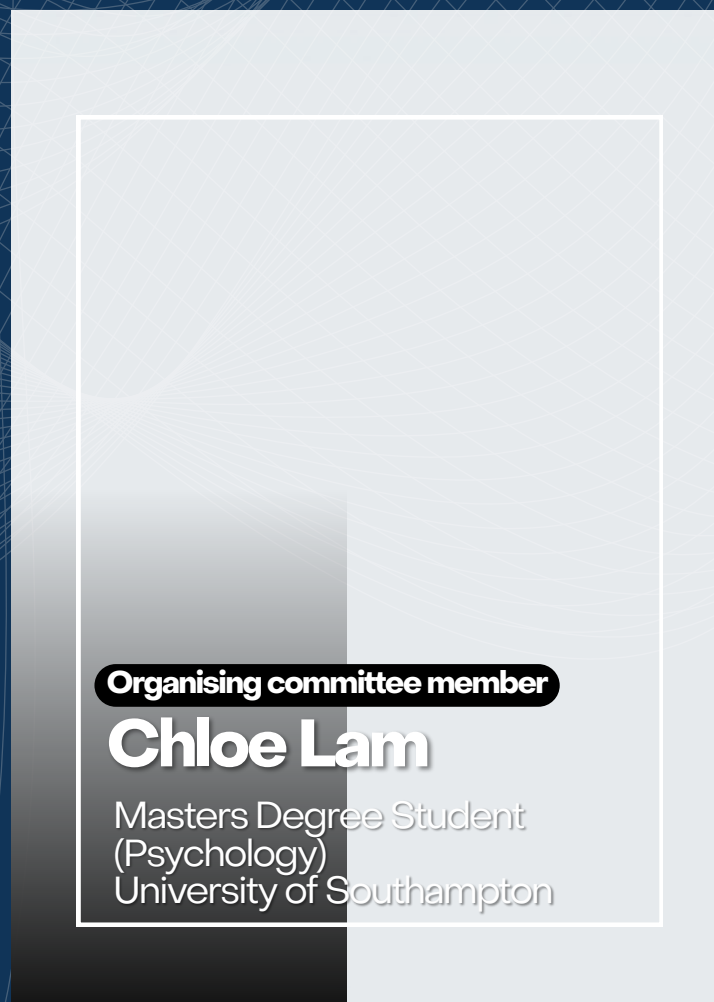 Organising committee member
Chloe Lam
Masters Degree Student
(Psychology)
University of Southampton